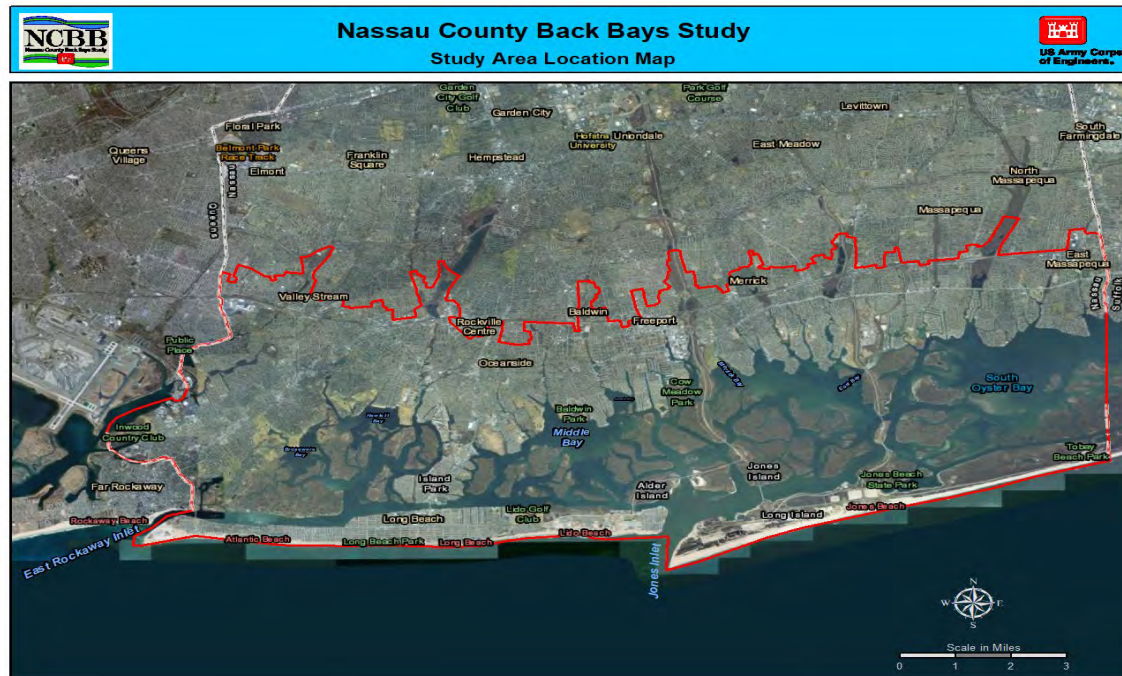 NCBB
Nassau County Back Bays Study
Nassau County Back Bays Study
Study Area Location Map
US Army Corps
of Engineers®
Garden
City Golf
Club
Garden City
Park Golf
Course
Levittown
Floral Park
Queens
Village
Belmont Park
Race Track
Elmont
Franklin
Square
Hempstead
Hofstra
University
Uniondale
East Meadow
South
Farmingdale
North
Massapequa
Massapequa
Nassau
Queens
East
Massapequa
Nassau
Suffolk
Valley Stream
Merrick
Baldwin
Freeport
Rockville
Centre
Oceanside
Public
Place
Cow
Meadow
Park
South
Oyster Bay
Baldwin
Park
Middle
Bay
Inwood
Country Club
Tobay
Beach Park
Far Rockaway
Island
Park
Alder
Island
Jones
Island
Jones Beach
State Park
Rockaway Beach
Long Beach
Lido Golf
Club
Long Island
Jones Beach
East Rockaway Inlet
Atlantic Beach
Long Beach Park
Long Beach
Lido Beach
Jones Inlet
N
W
E
S
Scale in Miles
0 1 2 3